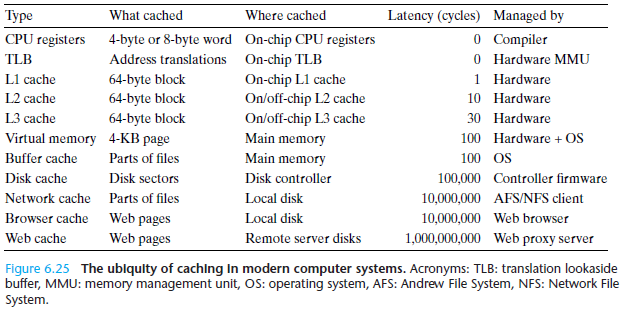 Type What cached Where cached Latency (cycles) Managed by
CPU registers 4-byte or 8-byte word On-chip CPU registers 0 Compiler
TLB Address translations On-chip TLB 0 Hardware MMU
L1 cache 64-byte block On-chip L1 cache 1 Hardware
L2 cache 64-byte block On/off-chip L2 cache 10 Hardware
L3 cache 64-byte block On/off-chip L3 cache 30 Hardware
Virtual memory 4-KB page Main memory 100 Hardware + OS
Buffer cache Parts of files Main memory 100 OS
Disk cache Disk sectors Disk controller 100,000 Controller firmware
Network cache Parts of files Local disk 10,000,000 AFS/NFS client
Browser cache Web pages Local disk 10,000,000 Web browser
Web cache Web pages Remote server disks 1,000,000,000 Web proxy server
Figure 6.25 The ubiquity of caching in modern computer systems. Acronyms: TLB: translation lookaside
buffer, MMU: memory management unit, OS: operating system, AFS: Andrew File System, NFS: Network File
System.